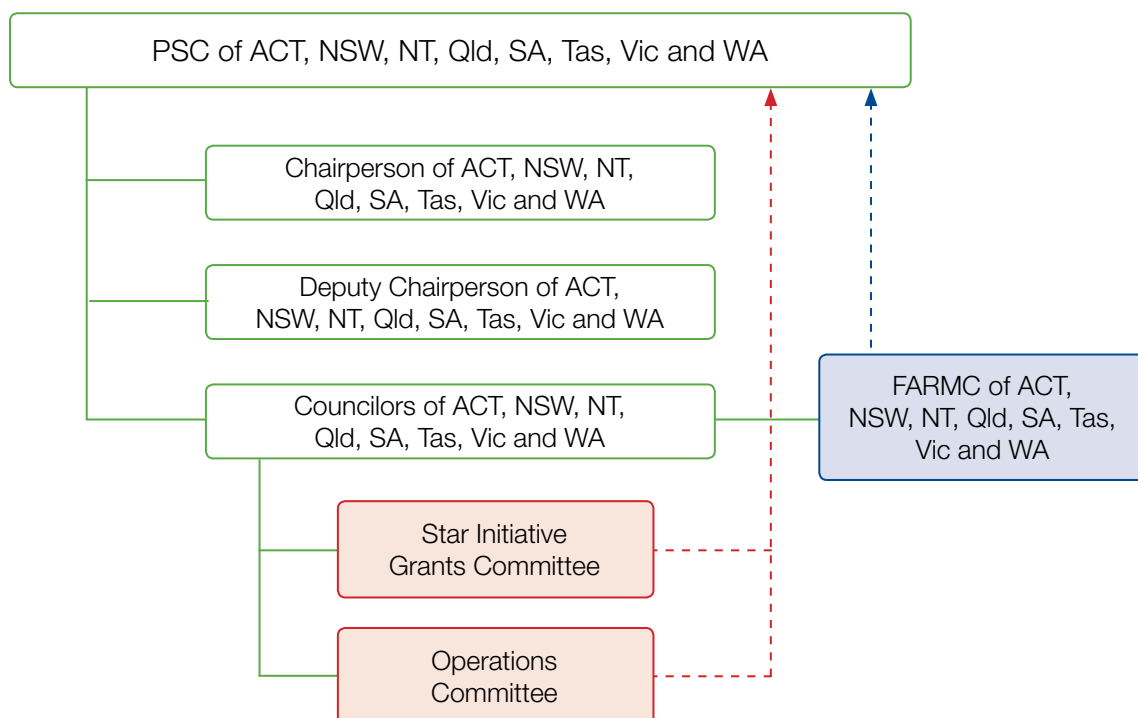 PSC of ACT, NSW, NT, Qld, SA, Tas, Vic and WA
Chairperson of ACT, NSW, NT,
Qld, SA, Tas, Vic and WA
Deputy Chairperson of ACT,
NSW, NT, Qld, SA, Tas, Vic and WA
Councilors of ACT, NSW, NT,
Qld, SA, Tas, Vic and WA
FARMC of ACT,
NSW, NT, Qld, SA, Tas,
Vic and WA
Star Initiative
Grants Committee
Operations
Committee